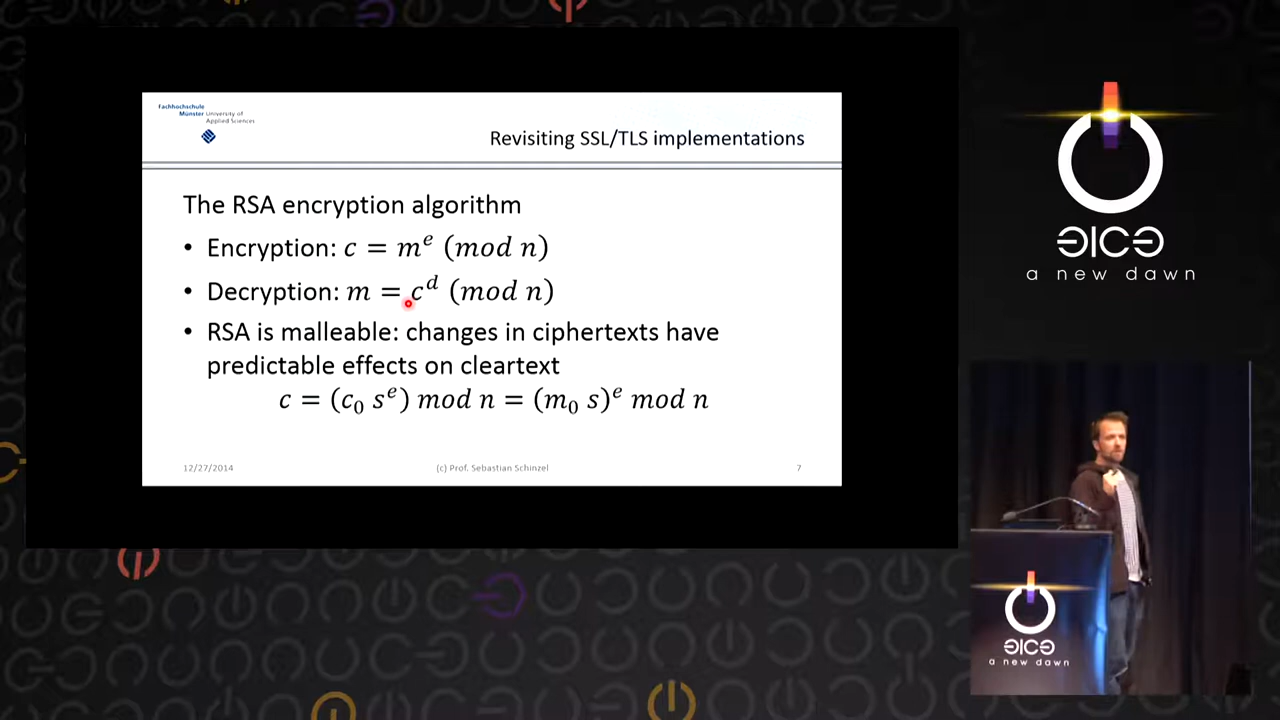 Fachhochschule
Münster University of
Applied Sciences
Revisiting SSL/TLS implementations
The RSA encryption algorithm
• Encryption: c = m^e (mod n)
• Decryption: m = c^d (mod n)
• RSA is malleable: changes in ciphertexts have
predictable effects on cleartext
c = (c₀ s^e) mod n = (m₀ s)^e mod n
12/27/2014
(c) Prof. Sebastian Schinzel
7
a new dawn
a new dawn